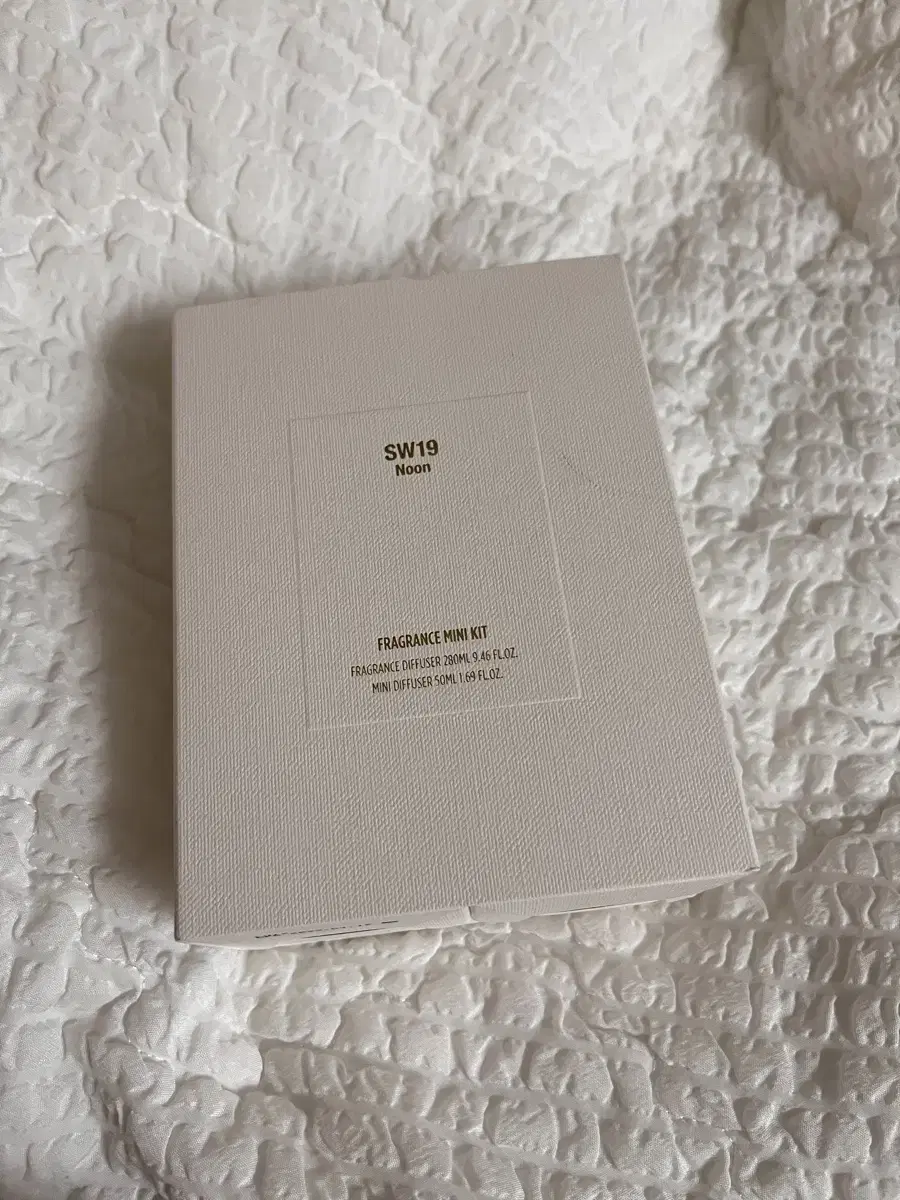 SW19
Noon
FRAGRANCE MINI KIT
FRAGRANCE DIFFUSER 280ML 9.46 FL.OZ.
MINI DIFFUSER 50ML 1.69 FL.OZ.